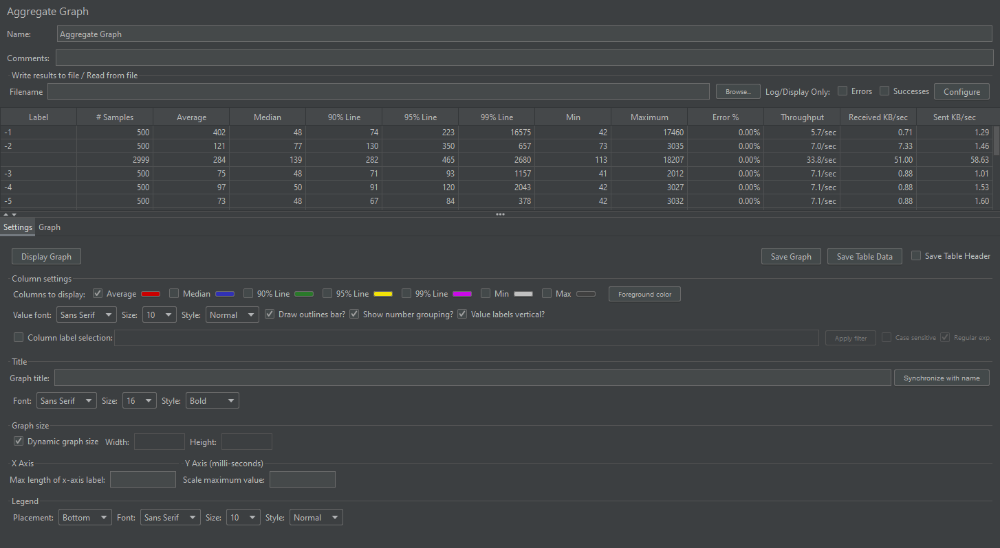 Aggregate Graph
Name: Aggregate Graph
Comments:
Write results to file / Read from file
Filename Browse... Log/Display Only: Errors Successes Configure
Label # Samples Average Median 90% Line 95% Line 99% Line Min Maximum Error % Throughput Received KB/sec Sent KB/sec
-1 500 402 48 74 223 16575 42 17460 0.00% 5.7/sec 0.71 1.29
-2 500 121 77 130 350 657 73 3035 0.00% 7.0/sec 7.33 1.46
2999 284 139 282 465 2680 113 18207 0.00% 33.8/sec 51.00 58.63
-3 500 75 48 71 93 1157 41 2012 0.00% 7.1/sec 0.88 1.01
-4 500 97 50 91 120 2043 42 3027 0.00% 7.1/sec 0.88 1.53
-5 500 73 48 67 84 378 42 3032 0.00% 7.1/sec 0.88 1.60
Settings Graph
Display Graph Save Graph Save Table Data Save Table Header
Column settings
Columns to display: Average Median 90% Line 95% Line 99% Line Min Max Foreground color
Value font: Sans Serif Size: 10 Style: Normal Draw outlines bar? Show number grouping? Value labels vertical?
Column label selection: Apply filter Case sensitive Regular exp.
Title
Graph title: Synchronize with name
Font: Sans Serif Size: 16 Style: Bold
Graph size
Dynamic graph size Width: Height:
X Axis Y Axis (milli-seconds)
Max length of x-axis label: Scale maximum value:
Legend
Placement: Bottom Font: Sans Serif Size: 10 Style: Normal